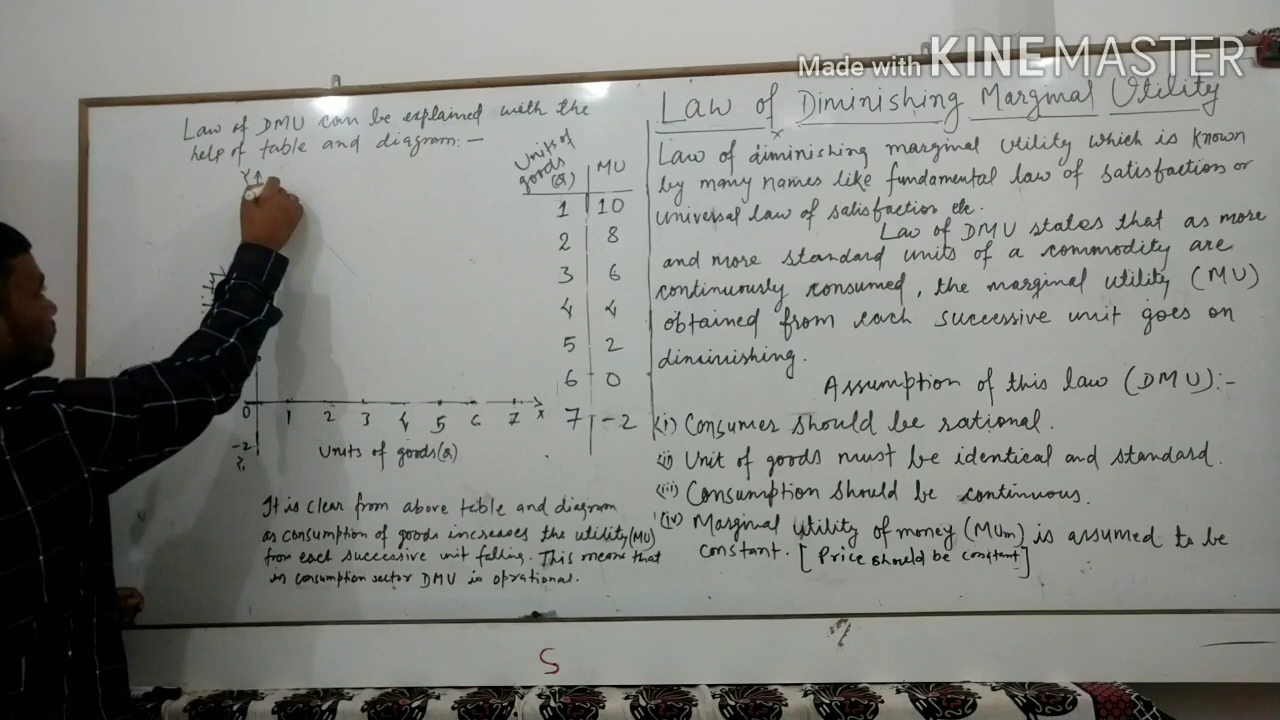 Made with KINEMASTER
Law of DMU can be explained with the
help of table and diagram:—
Units of goods (Q) MU
1 10
2 8
3 6
4 4
5 2
6 0
7 -2
Y
0 1 2 3 4 5 6 7 X
-2
Units of goods(Q)
It is clear from above table and diagram
as consumption of goods increases the utility(MU)
from each successive unit falling. This means that
in consumption sector DMU is oprational.
Law of Diminishing Marginal Utility
Law of diminishing marginal utility which is known
by many names like fundamental law of satisfaction or
universal law of satisfaction etc.
Law of DMU states that as more
and more standard units of a commodity are
continuously consumed, the marginal utility (MU)
obtained from each successive unit goes on
diminishing.
Assumption of this law (DMU):-
(i) Consumer should be rational.
(ii) Unit of goods must be identical and standard.
(iii) Consumption should be continuous.
(iv) Marginal utility of money (MUm) is assumed to be
constant. [Price should be constant]
S